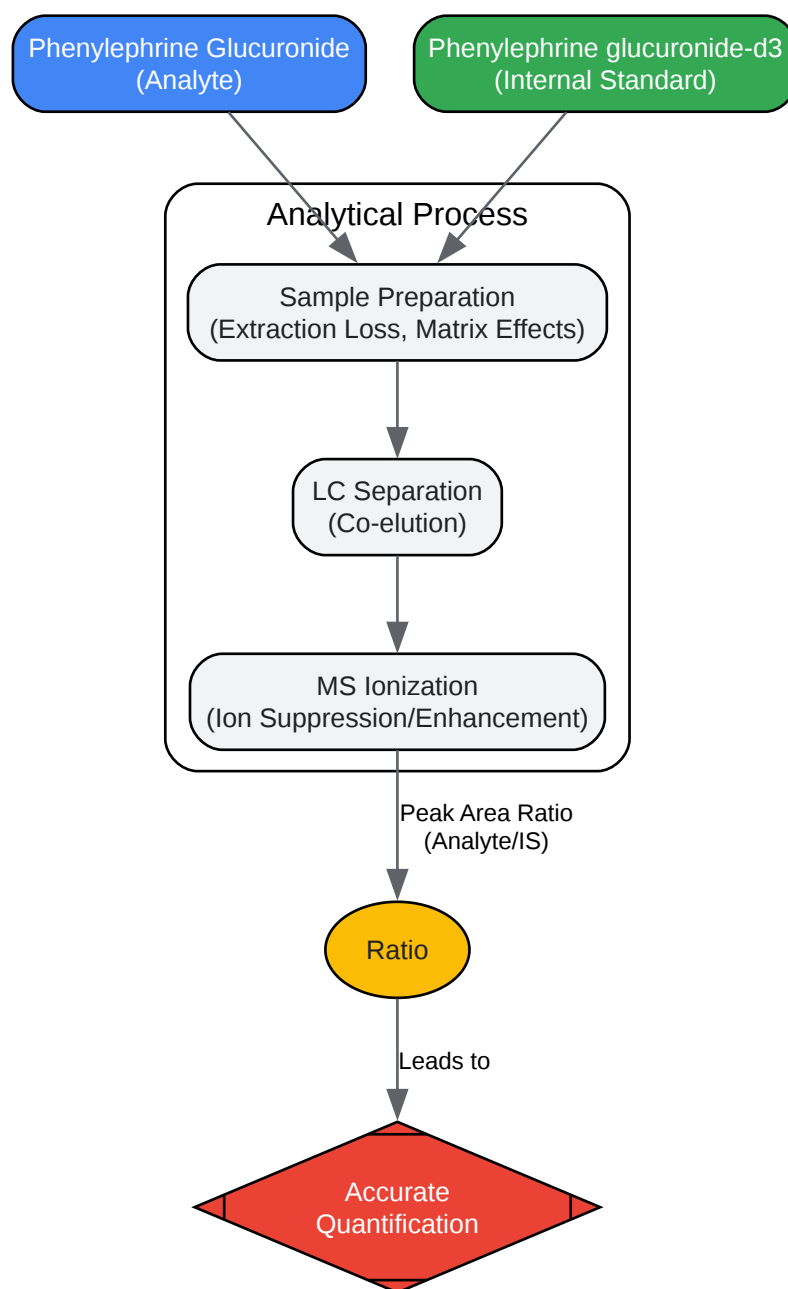 Phenylephrine Glucuronide
(Analyte)
Phenylephrine glucuronide-d3
(Internal Standard)
Analytical Process
Sample Preparation
(Extraction Loss, Matrix Effects)
LC Separation
(Co-elution)
MS Ionization
(Ion Suppression/Enhancement)
Peak Area Ratio
(Analyte/IS)
Ratio
Leads to
Accurate
Quantification